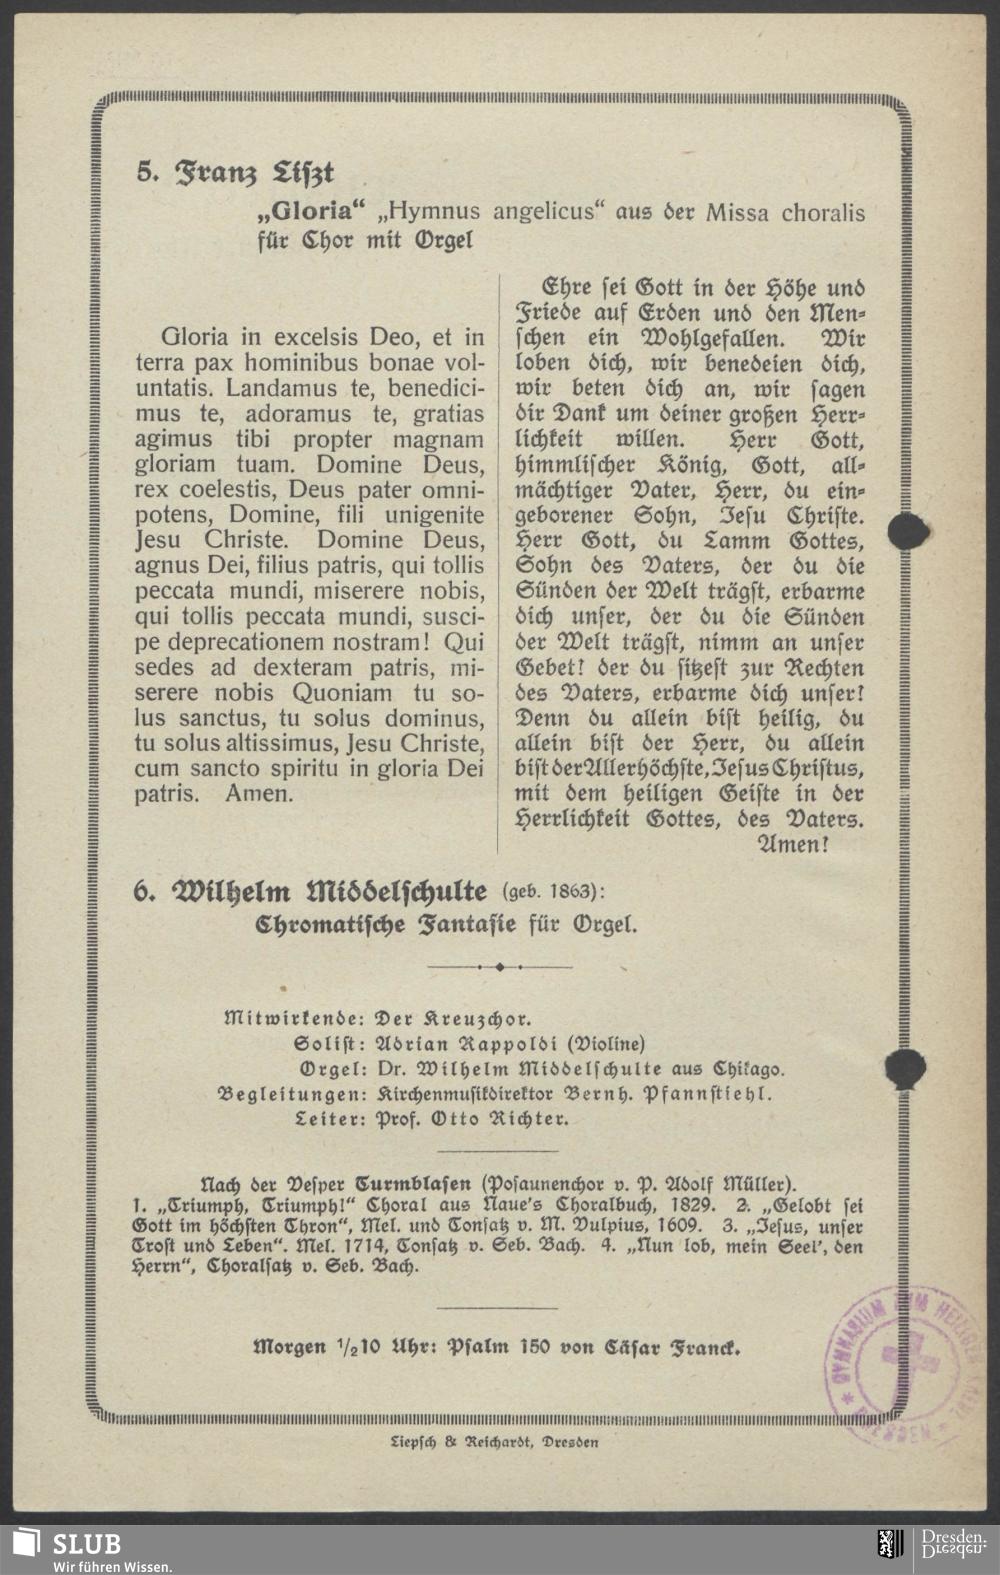 5. Franz Liszt
„Gloria“ „Hymnus angelicus“ aus der Missa choralis
für Chor mit Orgel
Gloria in excelsis Deo, et in
terra pax hominibus bonae vol-
untatis. Landamus te, benedici-
mus te, adoramus te, gratias
agimus tibi propter magnam
gloriam tuam. Domine Deus,
rex coelestis, Deus pater omni-
potens, Domine, fili unigenite
Jesu Christe. Domine Deus,
agnus Dei, filius patris, qui tollis
peccata mundi, miserere nobis,
qui tollis peccata mundi, susci-
pe deprecationem nostram! Qui
sedes ad dexteram patris, mi-
serere nobis Quoniam tu so-
lus sanctus, tu solus dominus,
tu solus altissimus, Jesu Christe,
cum sancto spiritu in gloria Dei
patris. Amen.
Ehre sei Gott in der Höhe und
Friede auf Erden und den Men-
schen ein Wohlgefallen. Wir
loben dich, wir benedeien dich,
wir beten dich an, wir sagen
dir Dank um deiner großen Herr-
lichkeit willen. Herr Gott,
himmlischer König, Gott, all-
mächtiger Vater, Herr, du ein-
geborener Sohn, Jesu Christe.
Herr Gott, du Lamm Gottes,
Sohn des Vaters, der du die
Sünden der Welt trägst, erbarme
dich unser, der du die Sünden
der Welt trägst, nimm an unser
Gebet! der du sitzest zur Rechten
des Vaters, erbarme dich unser!
Denn du allein bist heilig, du
allein bist der Herr, du allein
bist der Allerhöchste, Jesus Christus,
mit dem heiligen Geiste in der
Herrlichkeit Gottes, des Vaters.
Amen!
6. Wilhelm Middelschulte (geb. 1863):
Chromatische Fantasie für Orgel.
Mitwirkende: Der Kreuzchor.
Solist: Adrian Rappoldi (Violine)
Orgel: Dr. Wilhelm Middelschulte aus Chikago.
Begleitungen: Kirchenmusikdirektor Bernh. Pfannstiehl.
Leiter: Prof. Otto Richter.
Nach der Vesper Turmblasen (Posaunenchor v. P. Adolf Müller).
1. „Triumph, Triumph!“ Choral aus Naue's Choralbuch, 1829. 2. „Gelobt sei
Gott im höchsten Thron“, Mel. und Tonsatz v. M. Vulpius, 1609. 3. „Jesus, unser
Trost und Leben“. Mel. 1714, Tonsatz v. Seb. Bach. 4. „Nun lob, mein Seel', den
Herrn“, Choralsatz v. Seb. Bach.
Morgen 1/210 Uhr: Psalm 150 von Cäsar Franck.
GYMNASIUM ZUM HEILIGEN KREUZ
DRESDEN
Liepsch & Reichardt, Dresden
SLUB
Wir führen Wissen.
Dresden.
Dresden.